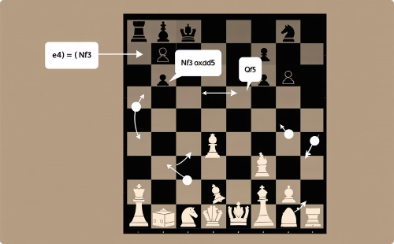 e4) = ( Nf3
Nf3 oxdd5
Qf5